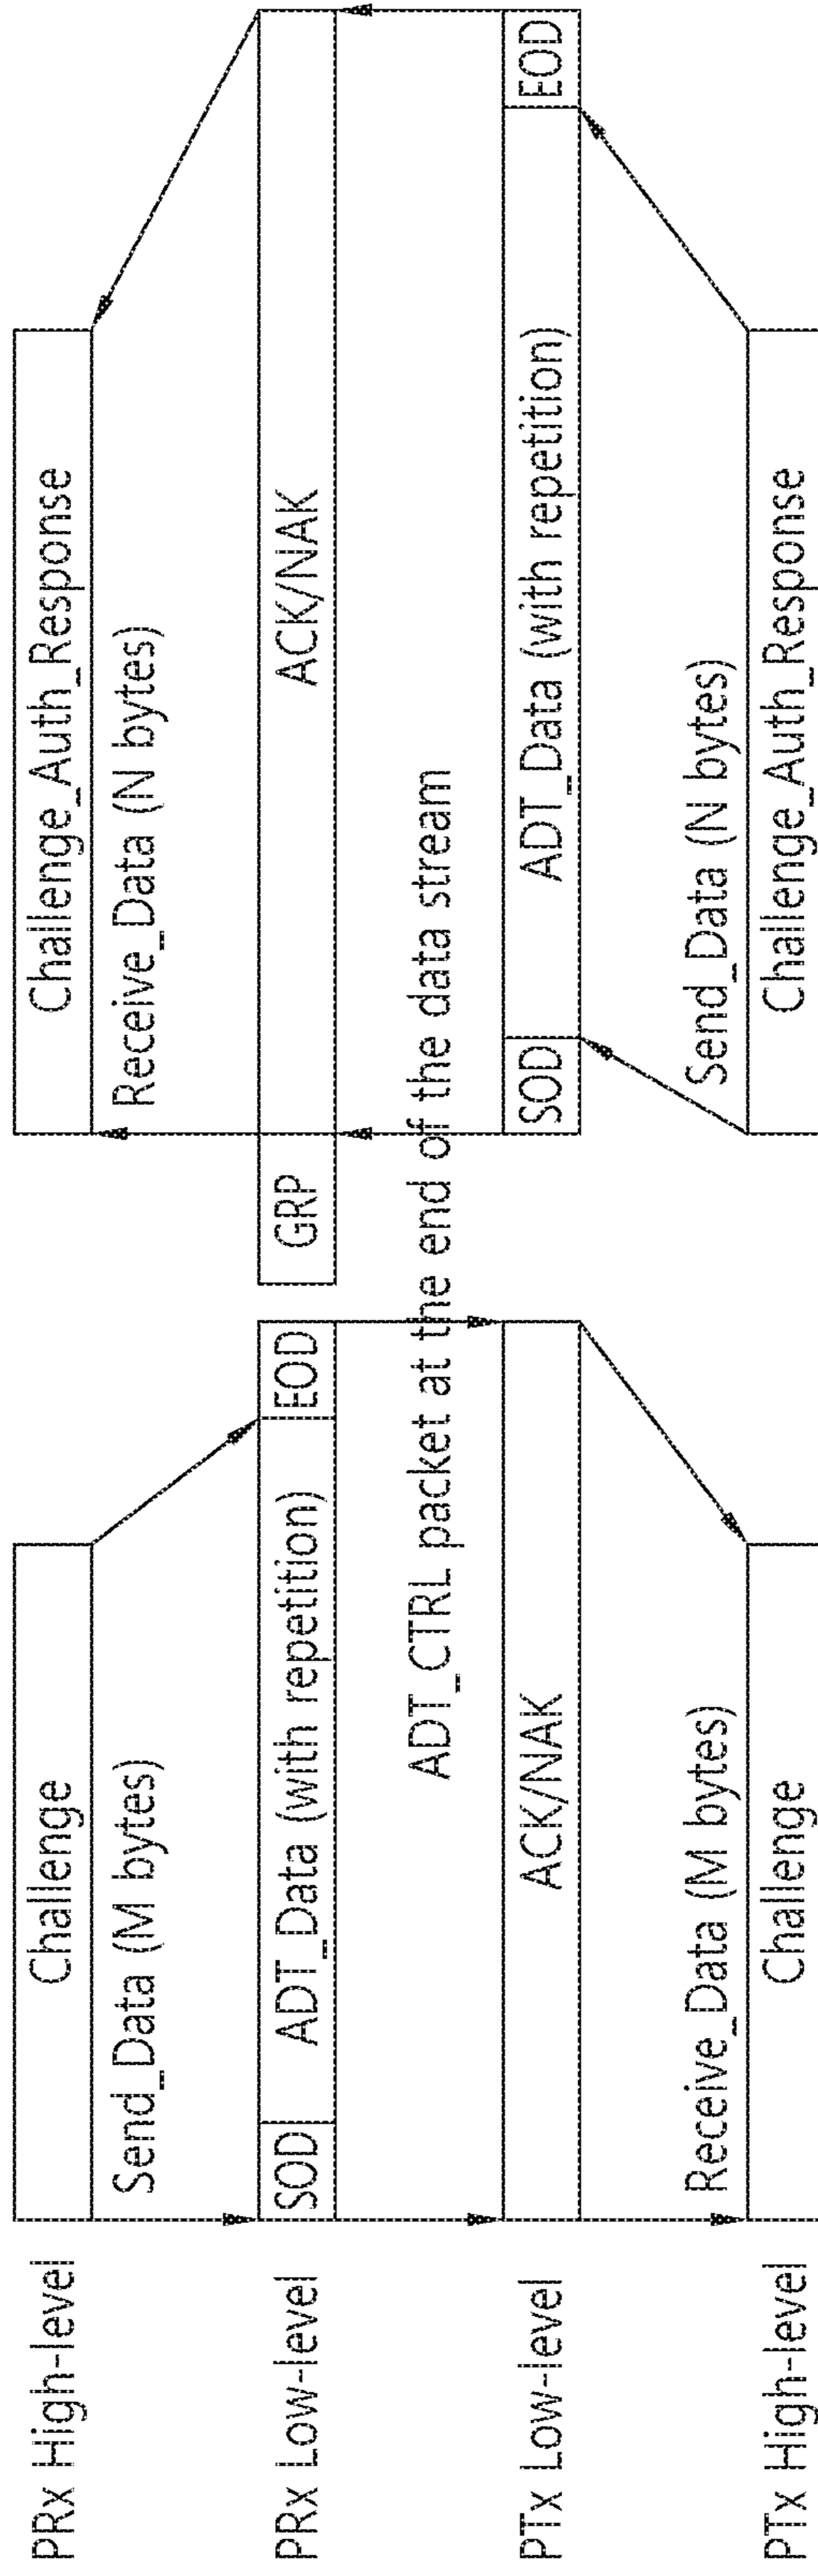 PRx High-level
Challenge
Challenge_Auth_Response
Send_Data (M bytes)
Receive_Data (N bytes)
PRx Low-level
SOD
ADT_Data (with repetition)
EOD
GRP
ACK/NAK
ADT_CTRL packet at the end of the data stream
PTx Low-level
ACK/NAK
SOD
ADT_Data (with repetition)
EOD
Receive_Data (M bytes)
Send_Data (N bytes)
PTx High-level
Challenge
Challenge_Auth_Response